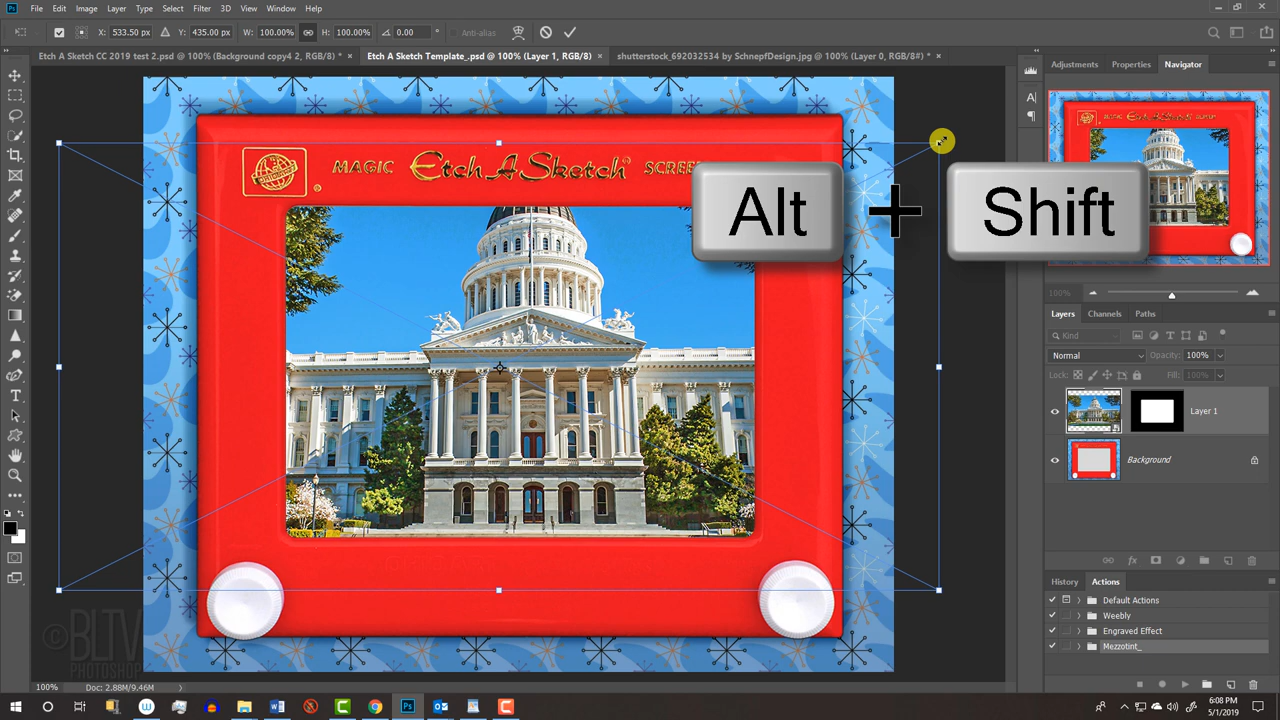 File Edit Image Layer Type Select Filter 3D View Window Help
X: 533.50 px Y: 435.00 px W: 100.00% H: 100.00% 0.00 ° Anti-alias
Etch A Sketch CC 2019 test 2.psd @ 100% (Background copy4 2, RGB/8) * × Etch A Sketch Template_.psd @ 100% (Layer 1, RGB/8) × shutterstock_692032534 by SchnepfDesign.jpg @ 100% (Layer 0, RGB/8#) * ×
Adjustments Properties Navigator
MAGIC Etch A Sketch SCREEN
Alt + Shift
100%
Layers Channels Paths
Kind
Normal Opacity: 100%
Lock: Fill: 100%
Layer 1
Background
History Actions
Default Actions
Weebly
Engraved Effect
Mezzotint_
© BLTV
PHOTOSHOP
100% Doc: 2.88M/9.46M
6:08 PM
5/1/2019